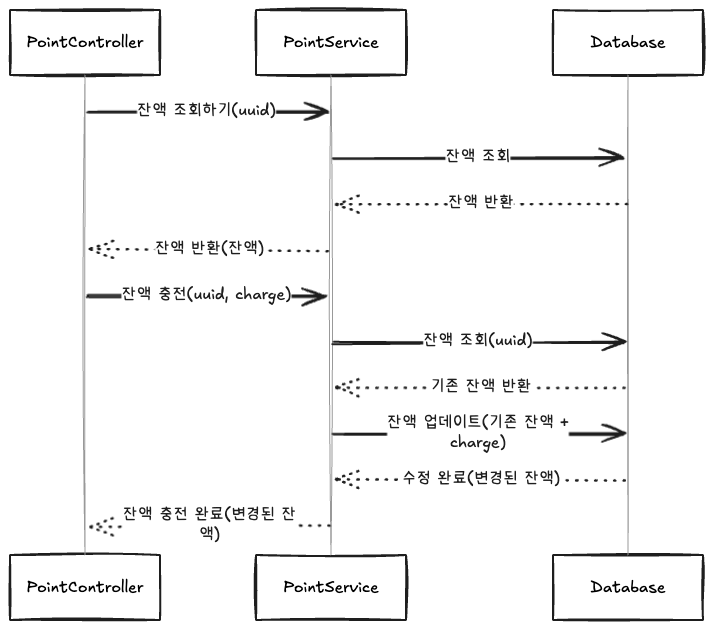 PointController
PointService
Database
잔액 조회하기(uuid)
잔액 조회
잔액 반환
잔액 반환(잔액)
잔액 충전(uuid, charge)
잔액 조회(uuid)
기존 잔액 반환
잔액 업데이트(기존 잔액 +
charge)
수정 완료(변경된 잔액)
잔액 충전 완료(변경된 잔
액)
PointController
PointService
Database